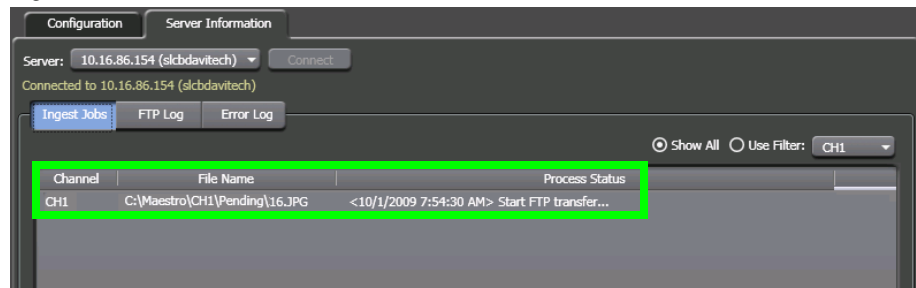 Configuration Server Information
Server: 10.16.86.154 (slcbdavitech) Connect
Connected to 10.16.86.154 (slcbdavitech)
Ingest Jobs FTP Log Error Log
Show All Use Filter: CH1
Channel File Name Process Status
CH1 C:\Maestro\CH1\Pending\16.JPG <10/1/2009 7:54:30 AM> Start FTP transfer...